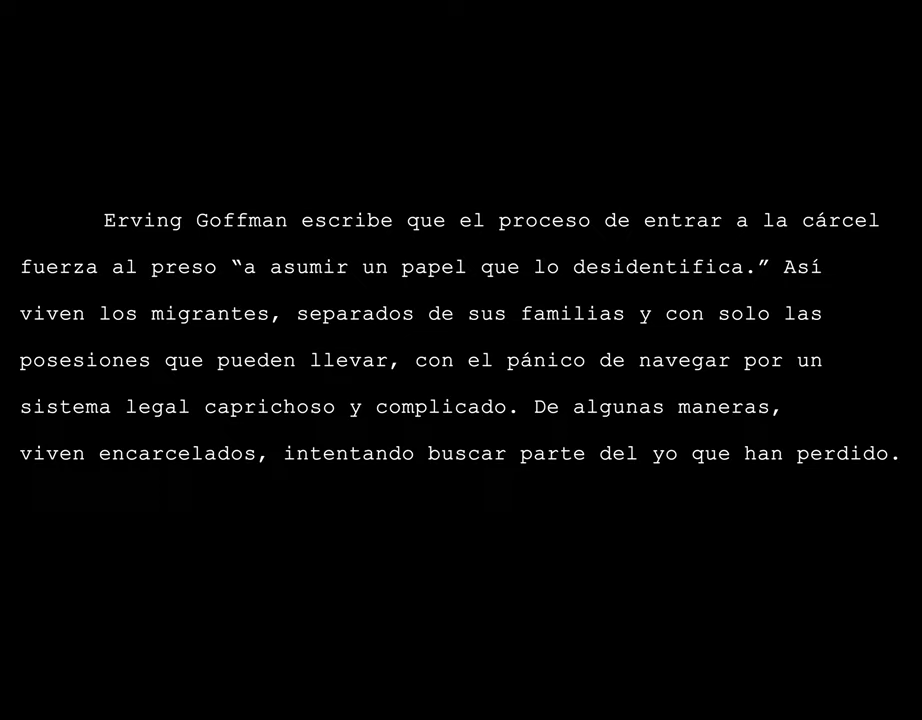 Erving Goffman escribe que el proceso de entrar a la cárcel
fuerza al preso “a asumir un papel que lo desidentifica.” Así
viven los migrantes, separados de sus familias y con solo las
posesiones que pueden llevar, con el pánico de navegar por un
sistema legal caprichoso y complicado. De algunas maneras,
viven encarcelados, intentando buscar parte del yo que han perdido.